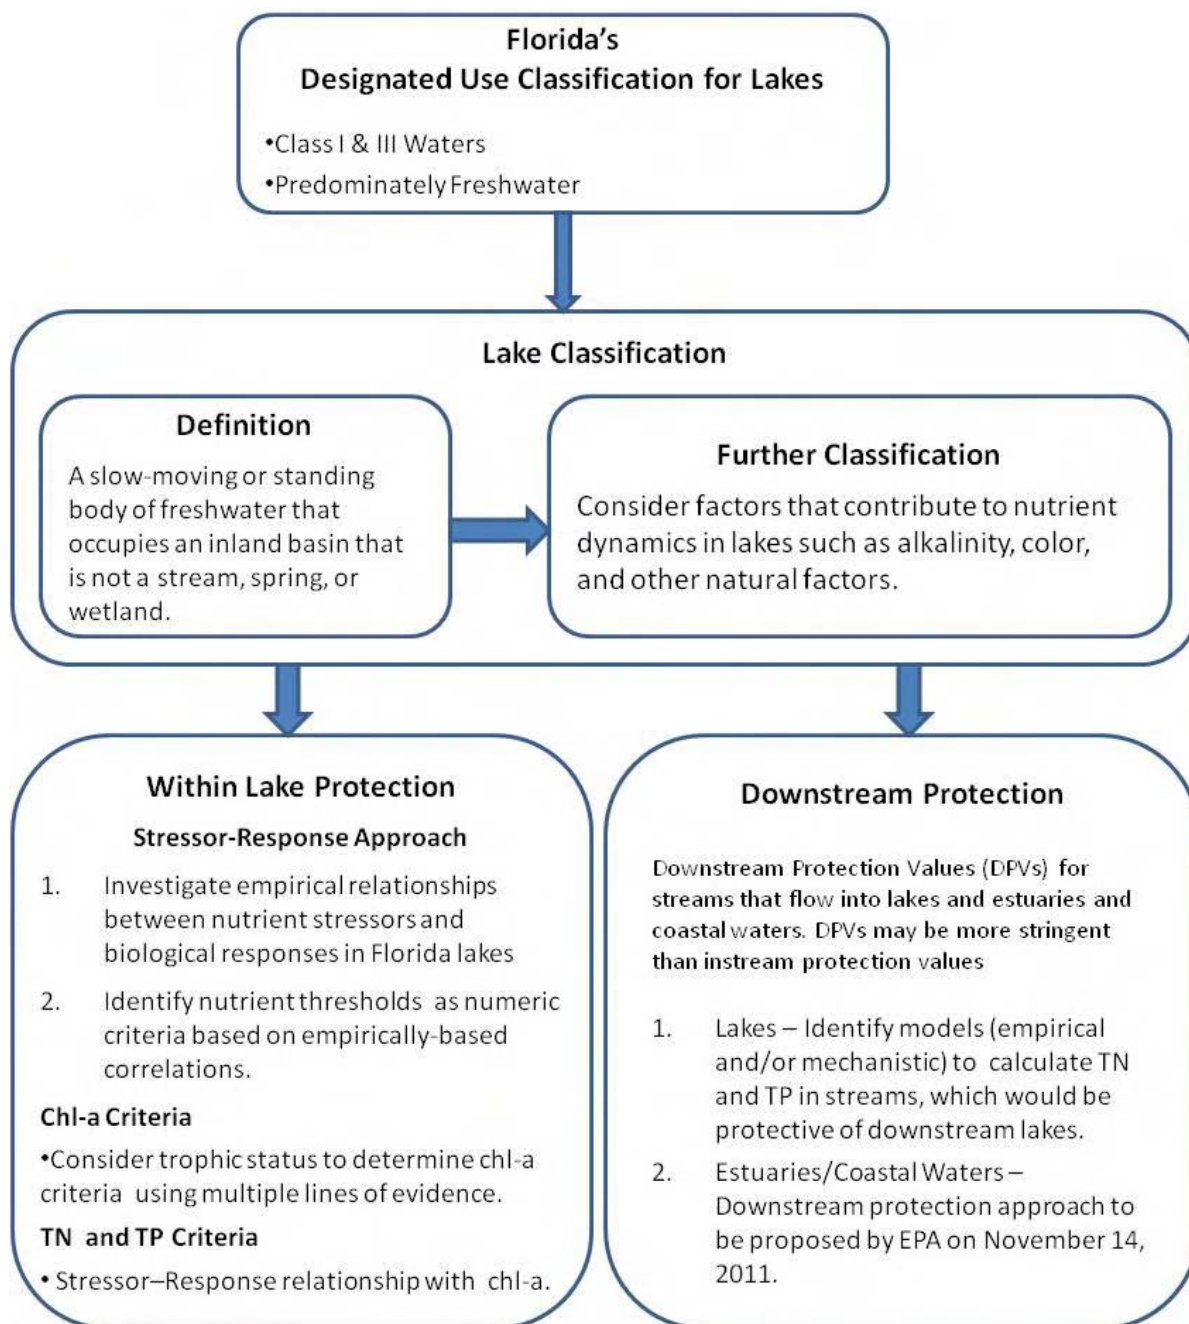 Florida's
Designated Use Classification for Lakes
•Class I & III Waters
•Predominately Freshwater
Lake Classification
Definition
A slow-moving or standing
body of freshwater that
occupies an inland basin that
is not a stream, spring, or
wetland.
Further Classification
Consider factors that contribute to nutrient
dynamics in lakes such as alkalinity, color,
and other natural factors.
Within Lake Protection
Stressor-Response Approach
1. Investigate empirical relationships
between nutrient stressors and
biological responses in Florida lakes
2. Identify nutrient thresholds as numeric
criteria based on empirically-based
correlations.
Chl-a Criteria
•Consider trophic status to determine chl-a
criteria using multiple lines of evidence.
TN and TP Criteria
• Stressor–Response relationship with chl-a.
Downstream Protection
Downstream Protection Values (DPVs) for
streams that flow into lakes and estuaries and
coastal waters. DPVs may be more stringent
than instream protection values
1. Lakes – Identify models (empirical
and/or mechanistic) to calculate TN
and TP in streams, which would be
protective of downstream lakes.
2. Estuaries/Coastal Waters –
Downstream protection approach to
be proposed by EPA on November 14,
2011.